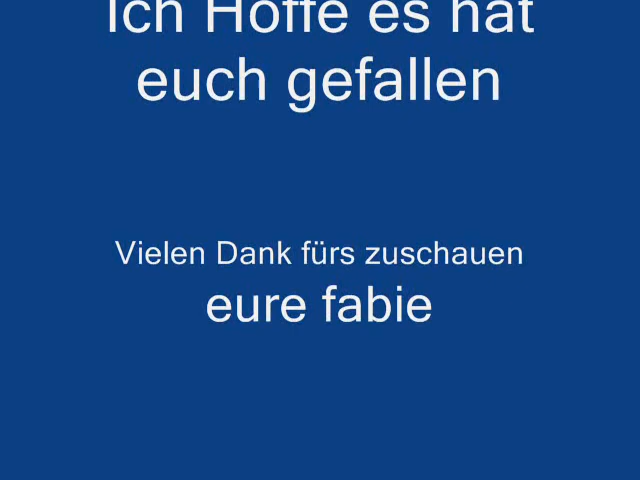 Ich Hoffe es hat
euch gefallen
Vielen Dank fürs zuschauen
eure fabie